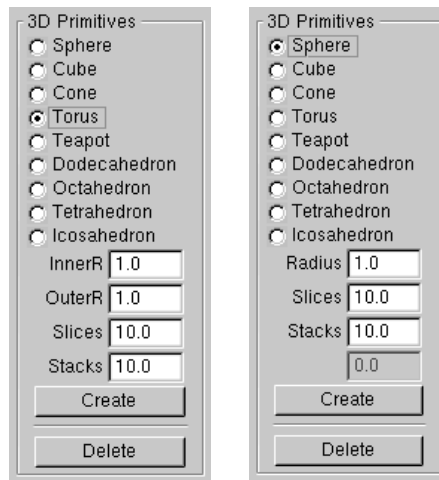 3D Primitives
Sphere
Cube
Cone
Torus
Teapot
Dodecahedron
Octahedron
Tetrahedron
Icosahedron
InnerR 1.0
OuterR 1.0
Slices 10.0
Stacks 10.0
Create
Delete
3D Primitives
Sphere
Cube
Cone
Torus
Teapot
Dodecahedron
Octahedron
Tetrahedron
Icosahedron
Radius 1.0
Slices 10.0
Stacks 10.0
0.0
Create
Delete